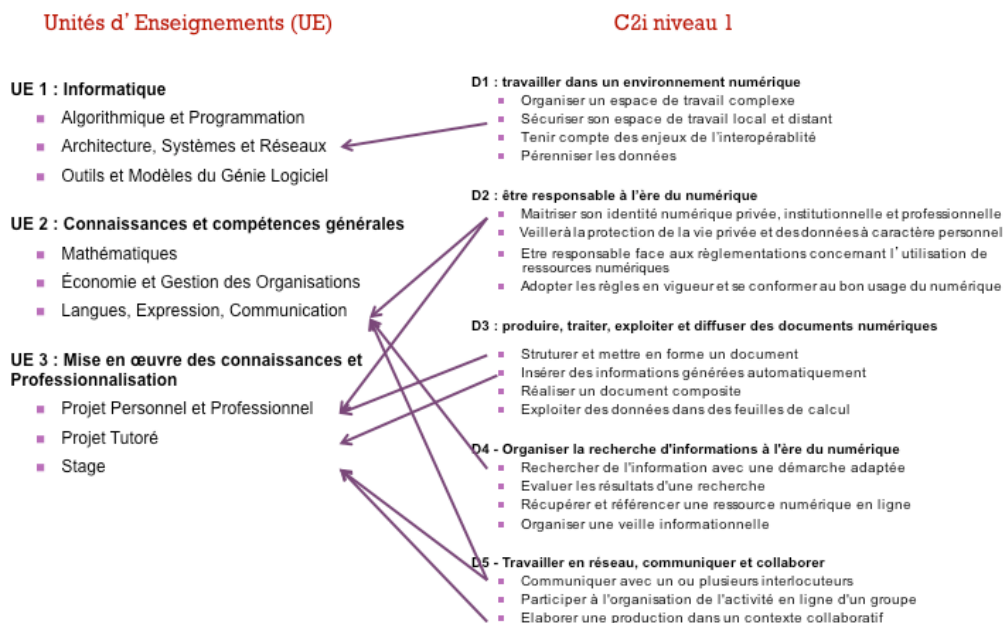 Unités d'Enseignements (UE)
UE 1 : Informatique
Algorithmique et Programmation
Architecture, Systèmes et Réseaux
Outils et Modèles du Génie Logiciel
UE 2 : Connaissances et compétences générales
Mathématiques
Économie et Gestion des Organisations
Langues, Expression, Communication
UE 3 : Mise en œuvre des connaissances et
Professionnalisation
Projet Personnel et Professionnel
Projet Tutoré
Stage
C2i niveau 1
D1 : travailler dans un environnement numérique
Organiser un espace de travail complexe
Sécuriser son espace de travail local et distant
Tenir compte des enjeux de l'interopérablité
Pérenniser les données
D2 : être responsable à l'ère du numérique
Maitriser son identité numérique privée, institutionnelle et professionnelle
Veiller à la protection de la vie privée et des données à caractère personnel
Etre responsable face aux règlementations concernant l'utilisation de
ressources numériques
Adopter les règles en vigueur et se conformer au bon usage du numérique
D3 : produire, traiter, exploiter et diffuser des documents numériques
Struturer et mettre en forme un document
Insérer des informations générées automatiquement
Réaliser un document composite
Exploiter des données dans des feuilles de calcul
D4 - Organiser la recherche d'informations à l'ère du numérique
Rechercher de l'information avec une démarche adaptée
Evaluer les résultats d'une recherche
Récupérer et référencer une ressource numérique en ligne
Organiser une veille informationnelle
D5 - Travailler en réseau, communiquer et collaborer
Communiquer avec un ou plusieurs interlocuteurs
Participer à l'organisation de l'activité en ligne d'un groupe
Elaborer une production dans un contexte collaboratif